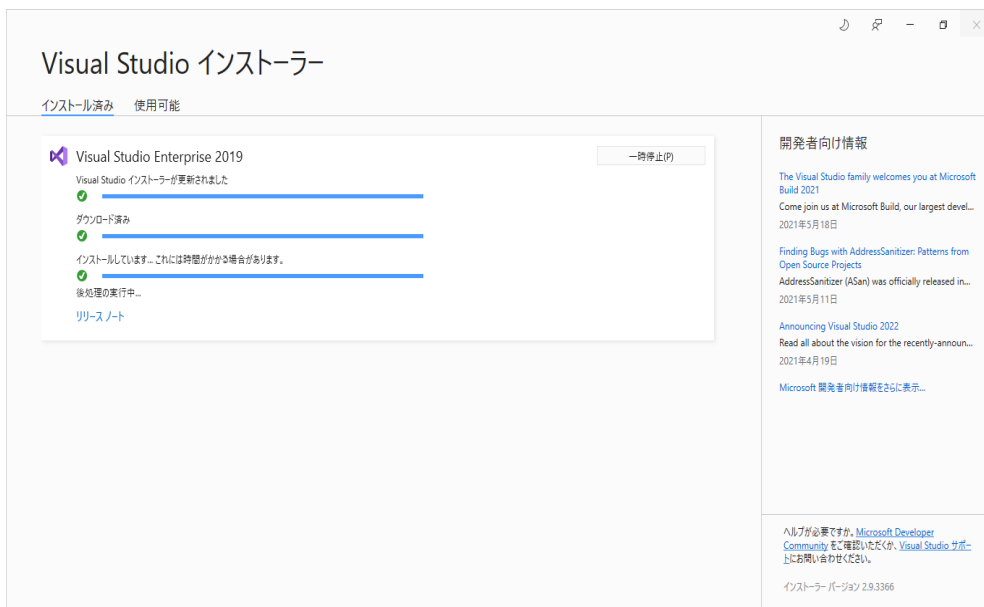 Visual Studio インストーラー
インストール済み
使用可能
Visual Studio Enterprise 2019
一時停止(P)
Visual Studio インストーラーが更新されました
ダウンロード済み
インストールしています... これには時間がかかる場合があります。
後処理の実行中...
リリース ノート
開発者向け情報
The Visual Studio family welcomes you at Microsoft
Build 2021
Come join us at Microsoft Build, our largest devel...
2021年5月18日
Finding Bugs with AddressSanitizer: Patterns from
Open Source Projects
AddressSanitizer (ASan) was officially released in...
2021年5月11日
Announcing Visual Studio 2022
Read all about the vision for the recently-announ...
2021年4月19日
Microsoft 開発者向け情報をさらに表示...
ヘルプが必要ですか。Microsoft Developer
Community をご確認いただくか、Visual Studio サポー
トにお問い合わせください。
インストーラー バージョン 2.9.3366